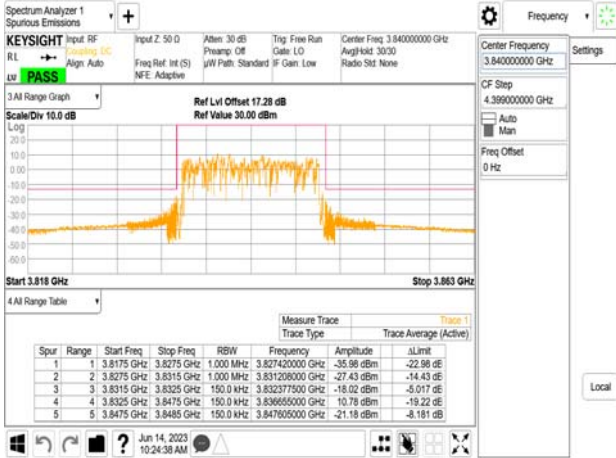 Spectrum Analyzer 1
Spurious Emissions
KEYSIGHT Input: RF Input Z: 50 Ω Atten: 30 dB Trig: Free Run Center Freq: 3.840000000 GHz
RL Coupling: DC Preamp: Off Gate: LO Avg|Hold: 30/30
Align: Auto Freq Ref: Int (S) µW Path: Standard IF Gain: Low Radio Std: None
LV PASS NFE: Adaptive
3 All Range Graph
Ref Lvl Offset 17.28 dB
Scale/Div 10.0 dB Ref Value 30.00 dBm
Log
20.0
10.0
0.00
-10.0
-20.0
-30.0
-40.0
-50.0
-60.0
Start 3.818 GHz Stop 3.863 GHz
4 All Range Table
Measure Trace Trace 1
Trace Type Trace Average (Active)
Spur Range Start Freq Stop Freq RBW Frequency Amplitude ΔLimit
1 1 3.8175 GHz 3.8275 GHz 1.000 MHz 3.827420000 GHz -35.98 dBm -22.98 dB
2 2 3.8275 GHz 3.8315 GHz 1.000 MHz 3.831208000 GHz -27.43 dBm -14.43 dB
3 3 3.8315 GHz 3.8325 GHz 150.0 kHz 3.832377500 GHz -18.02 dBm -5.017 dB
4 4 3.8325 GHz 3.8475 GHz 150.0 kHz 3.836655000 GHz 10.78 dBm -19.22 dB
5 5 3.8475 GHz 3.8485 GHz 150.0 kHz 3.847605000 GHz -21.18 dBm -8.181 dB
Jun 14, 2023
10:24:38 AM
Frequency
Center Frequency
3.840000000 GHz
Settings
CF Step
4.399000000 GHz
Auto
Man
Freq Offset
0 Hz
Local